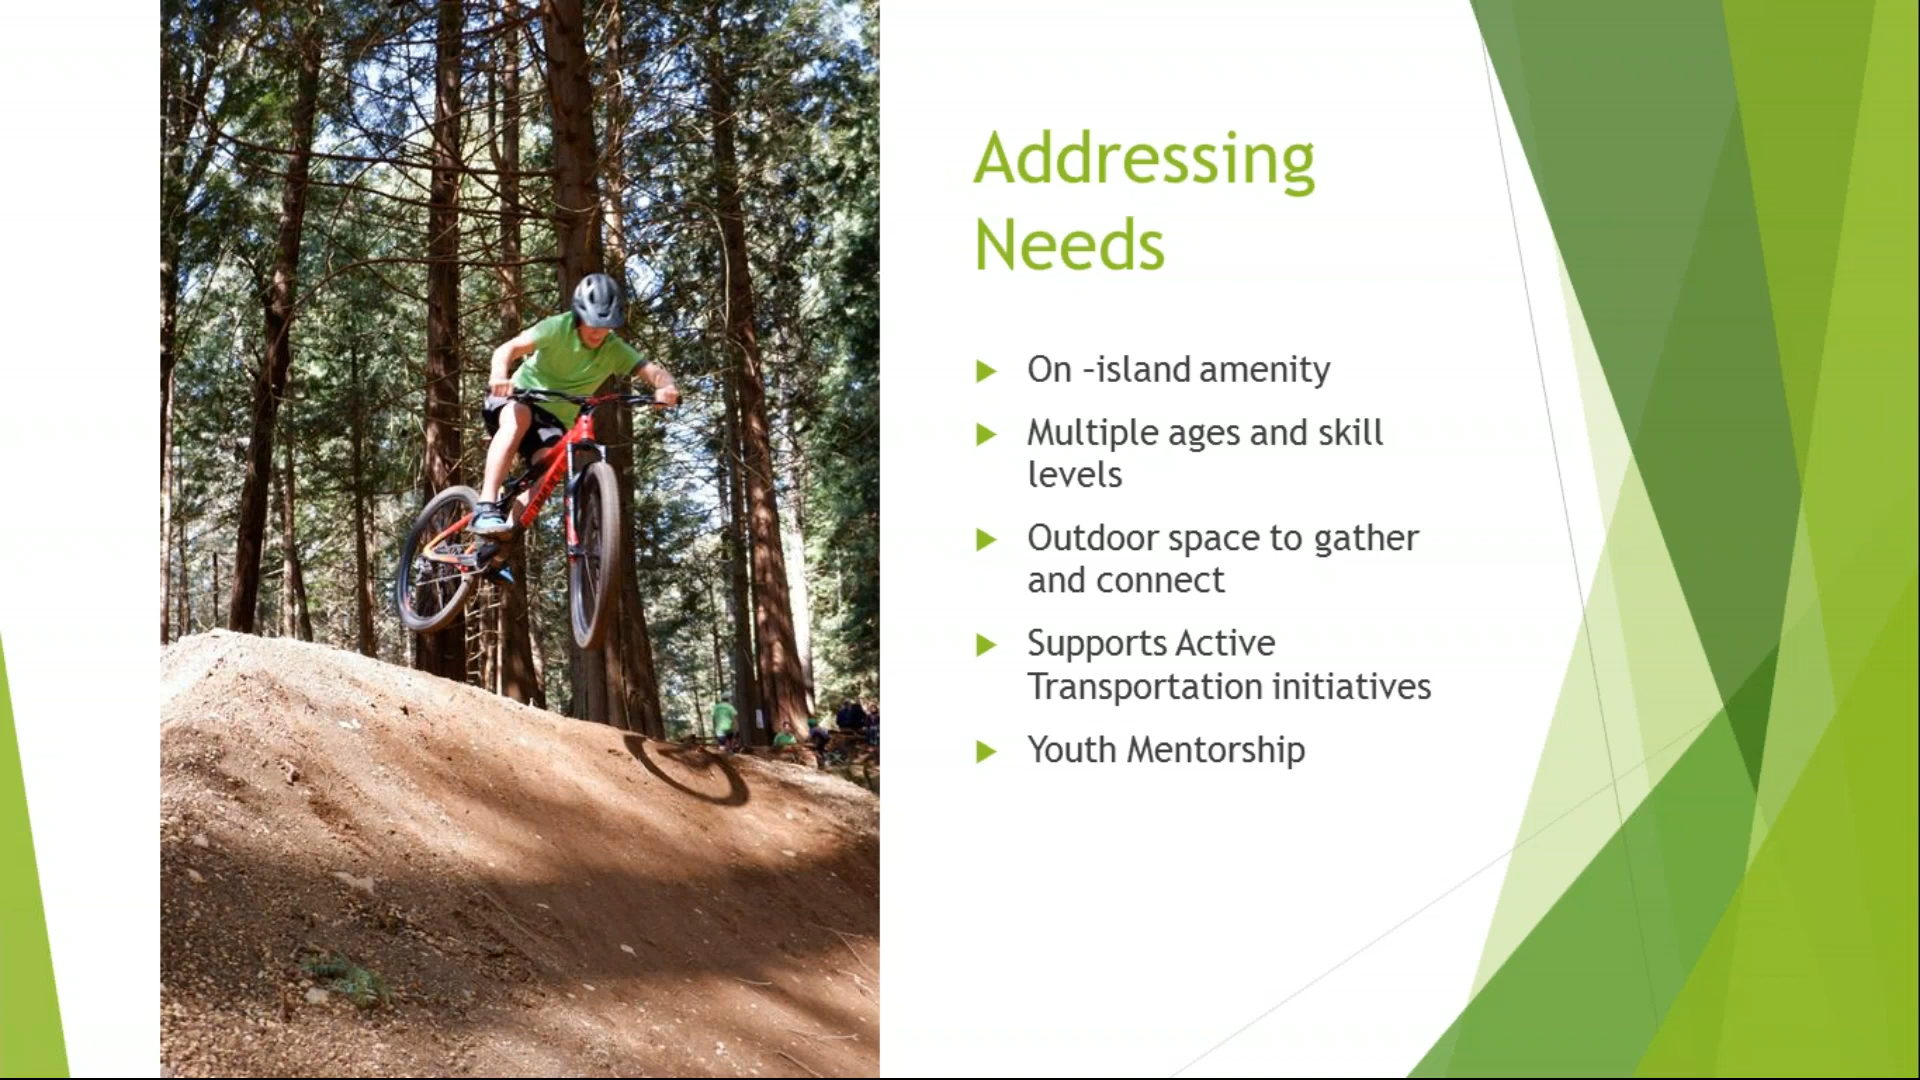 Addressing
Needs
On -island amenity
Multiple ages and skill
levels
Outdoor space to gather
and connect
Supports Active
Transportation initiatives
Youth Mentorship